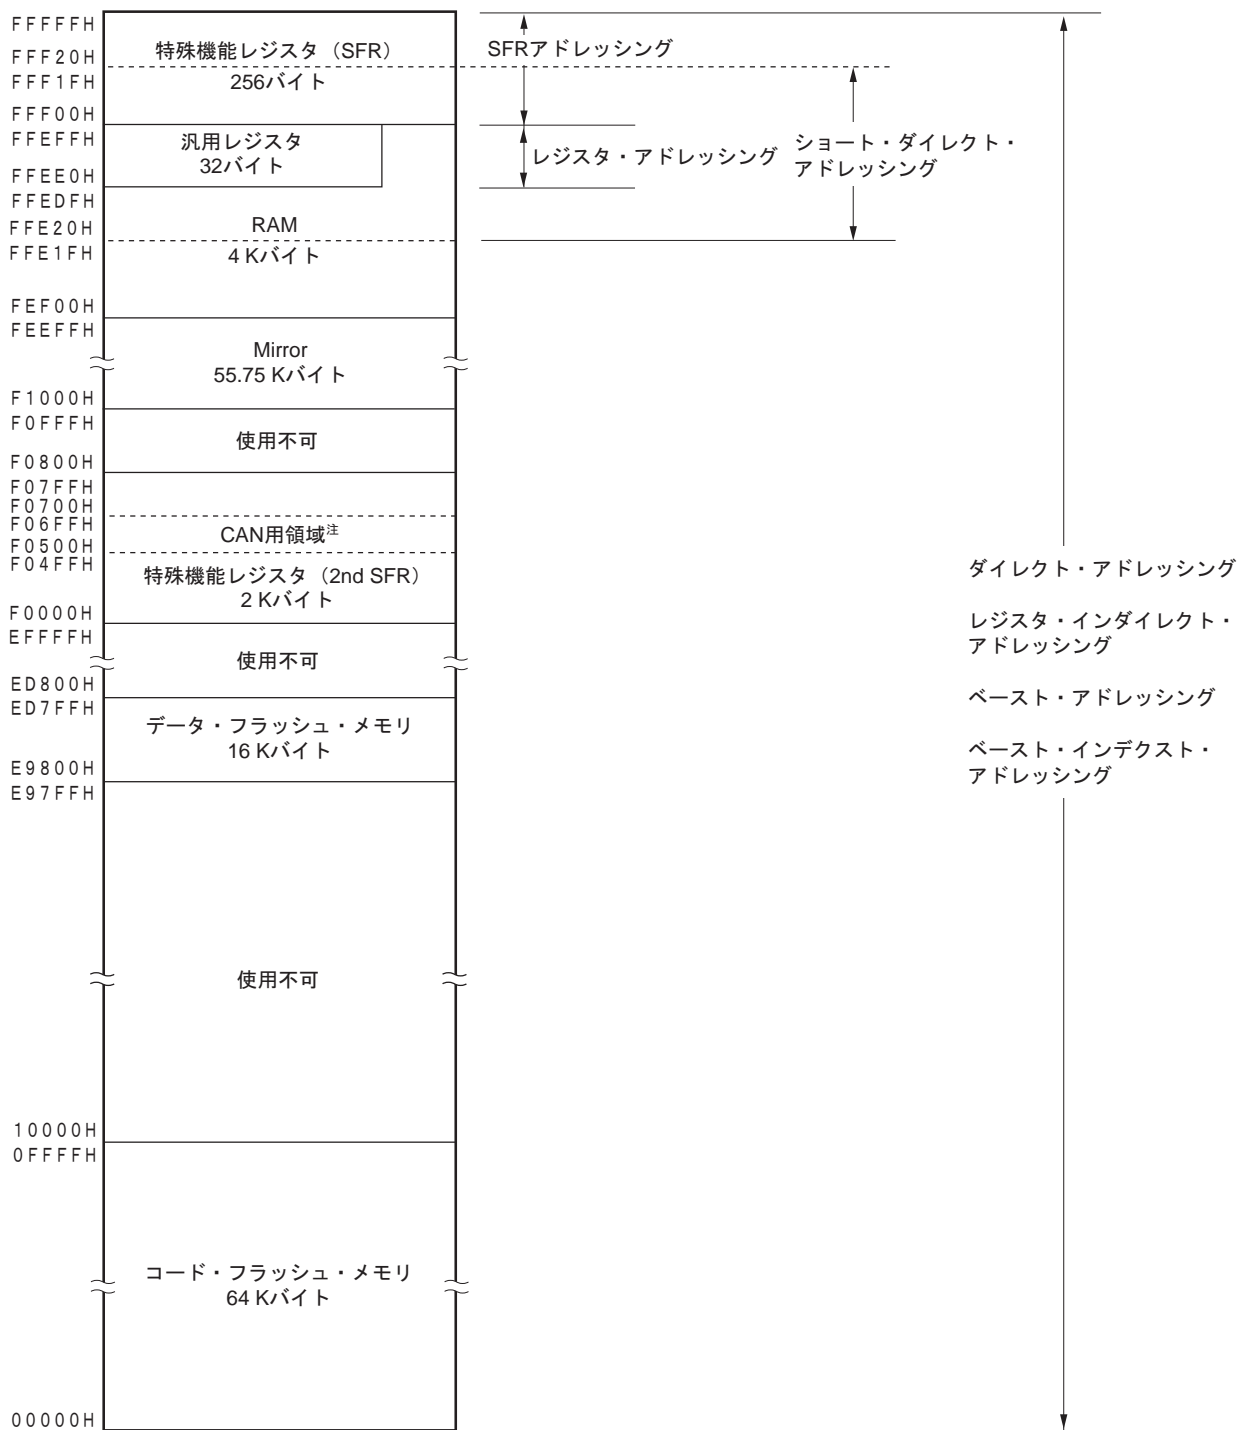 FFFFFH
特殊機能レジスタ（SFR）
256バイト
SFRアドレッシング
FFF20H
FFF1FH
FFF00H
FFEFFH
汎用レジスタ
32バイト
レジスタ・アドレッシング
ショート・ダイレクト・
アドレッシング
FFEE0H
FFEDFH
FFE20H
RAM
4 Kバイト
FFE1FH
FEF00H
FEEFFH
Mirror
55.75 Kバイト
F1000H
F0FFFH
使用不可
F0800H
F07FFH
F0700H
F06FFH
CAN用領域注
F0500H
F04FFH
特殊機能レジスタ（2nd SFR）
2 Kバイト
F0000H
EFFFFH
使用不可
ED800H
ED7FFH
データ・フラッシュ・メモリ
16 Kバイト
E9800H
E97FFH
ダイレクト・アドレッシング
レジスタ・インダイレクト・
アドレッシング
ベースト・アドレッシング
ベースト・インデクスト・
アドレッシング
使用不可
10000H
0FFFFH
コード・フラッシュ・メモリ
64 Kバイト
00000H